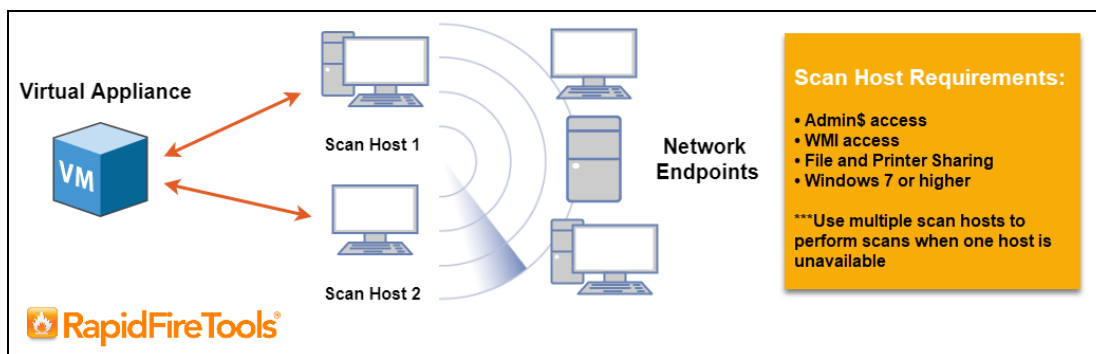 Virtual Appliance
VM
Scan Host 1
Scan Host 2
Network
Endpoints
Scan Host Requirements:
• Admin$ access
• WMI access
• File and Printer Sharing
• Windows 7 or higher
***Use multiple scan hosts to
perform scans when one host is
unavailable
RapidFireTools®